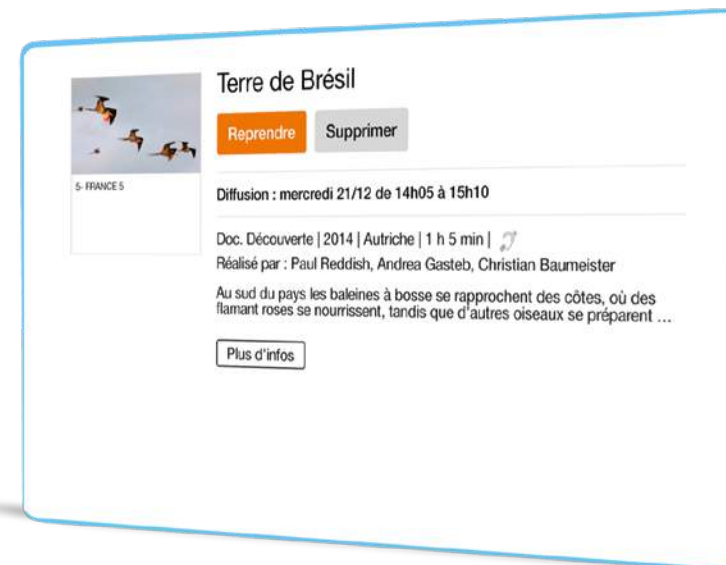 Terre de Brésil
Reprendre
Supprimer
5- FRANCE 5
Diffusion : mercredi 21/12 de 14h05 à 15h10
Doc. Découverte | 2014 | Autriche | 1 h 5 min |
Réalisé par : Paul Reddish, Andrea Gasteb, Christian Baumeister
Au sud du pays les baleines à bosse se rapprochent des côtes, où des
flamant roses se nourrissent, tandis que d'autres oiseaux se préparent ...
Plus d'infos